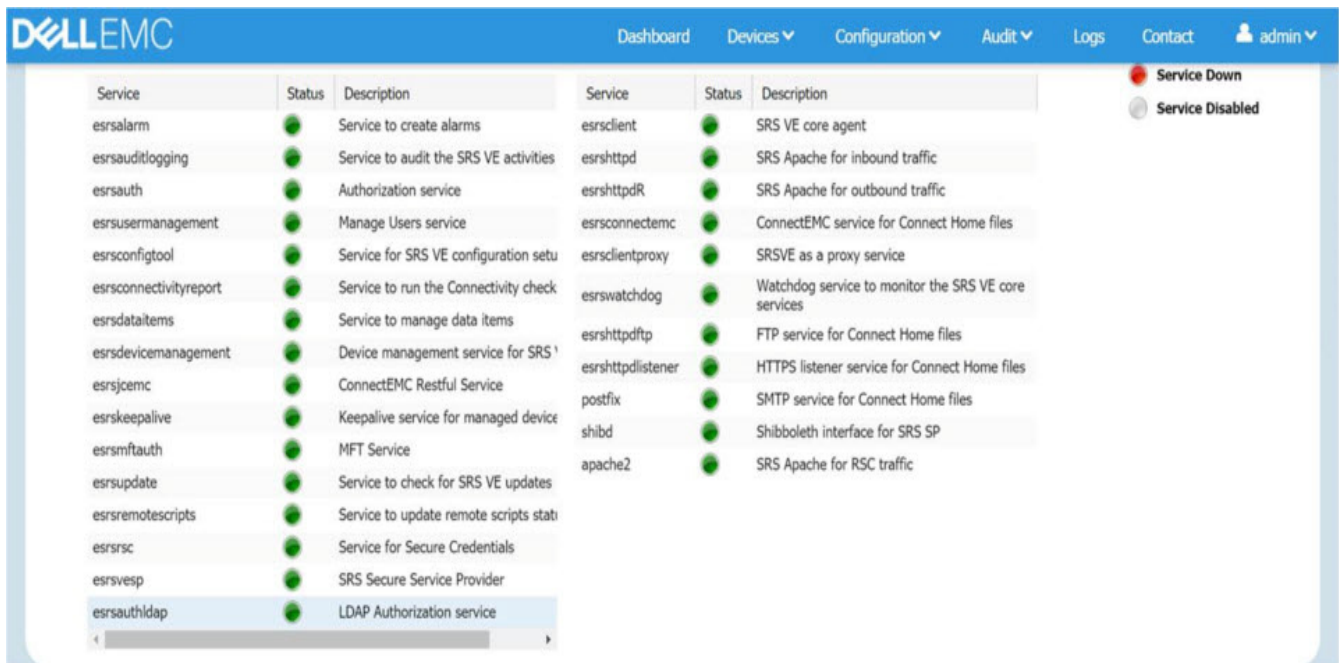 DELLEMC
Dashboard Devices Configuration Audit Logs Contact admin
Service Down
Service Disabled
Service Status Description
esrsalarm Service to create alarms
esrsauditlogging Service to audit the SRS VE activities
esrsauth Authorization service
esrsusermanagement Manage Users service
esrsconfigtool Service for SRS VE configuration setu
esrsconnectivityreport Service to run the Connectivity check
esrsdataitems Service to manage data items
esrsdevicemanagement Device management service for SRS
esrsjcemc ConnectEMC Restful Service
esrskeepalive Keepalive service for managed device
esrsmftauth MFT Service
esrsupdate Service to check for SRS VE updates
esrsremotescripts Service to update remote scripts stat
esrsrsc Service for Secure Credentials
esrsvesp SRS Secure Service Provider
esrsauthldap LDAP Authorization service
Service Status Description
esrsclient SRS VE core agent
esrshttpd SRS Apache for inbound traffic
esrshttpdR SRS Apache for outbound traffic
esrsconnectemc ConnectEMC service for Connect Home files
esrsclientproxy SRSVE as a proxy service
esrswatchdog Watchdog service to monitor the SRS VE core
services
esrshttpdftp FTP service for Connect Home files
esrshttpdlistener HTTPS listener service for Connect Home files
postfix SMTP service for Connect Home files
shibd Shibboleth interface for SRS SP
apache2 SRS Apache for RSC traffic